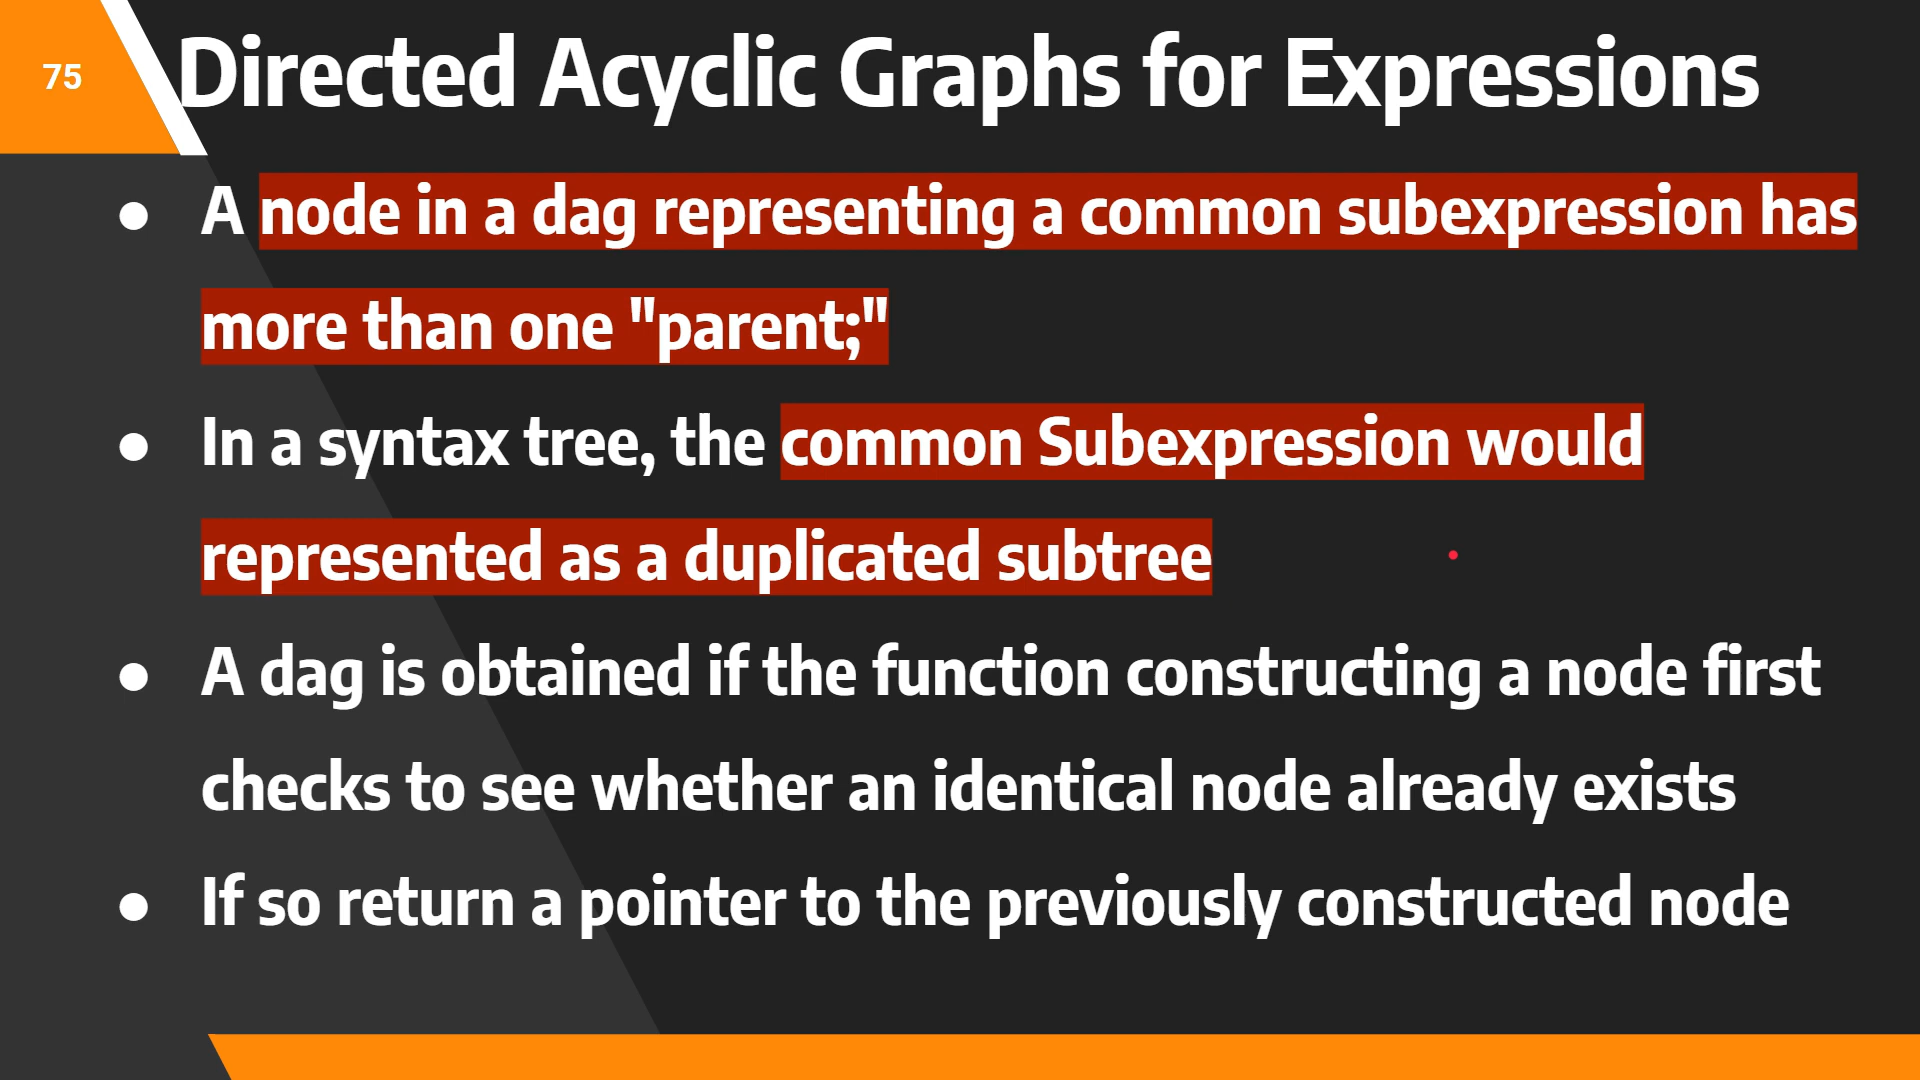 75
Directed Acyclic Graphs for Expressions
● A node in a dag representing a common subexpression has
more than one "parent;"
● In a syntax tree, the common Subexpression would
represented as a duplicated subtree
● A dag is obtained if the function constructing a node first
checks to see whether an identical node already exists
● If so return a pointer to the previously constructed node